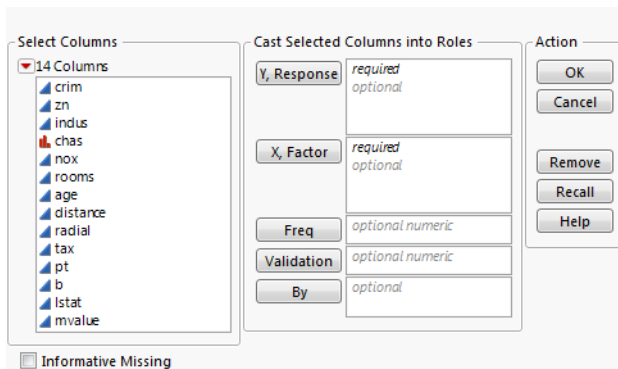 Select Columns
14 Columns
crim
zn
indus
chas
nox
rooms
age
distance
radial
tax
pt
b
lstat
mvalue
Informative Missing
Cast Selected Columns into Roles
Y, Response
required
optional
X, Factor
required
optional
Freq
optional numeric
Validation
optional numeric
By
optional
Action
OK
Cancel
Remove
Recall
Help